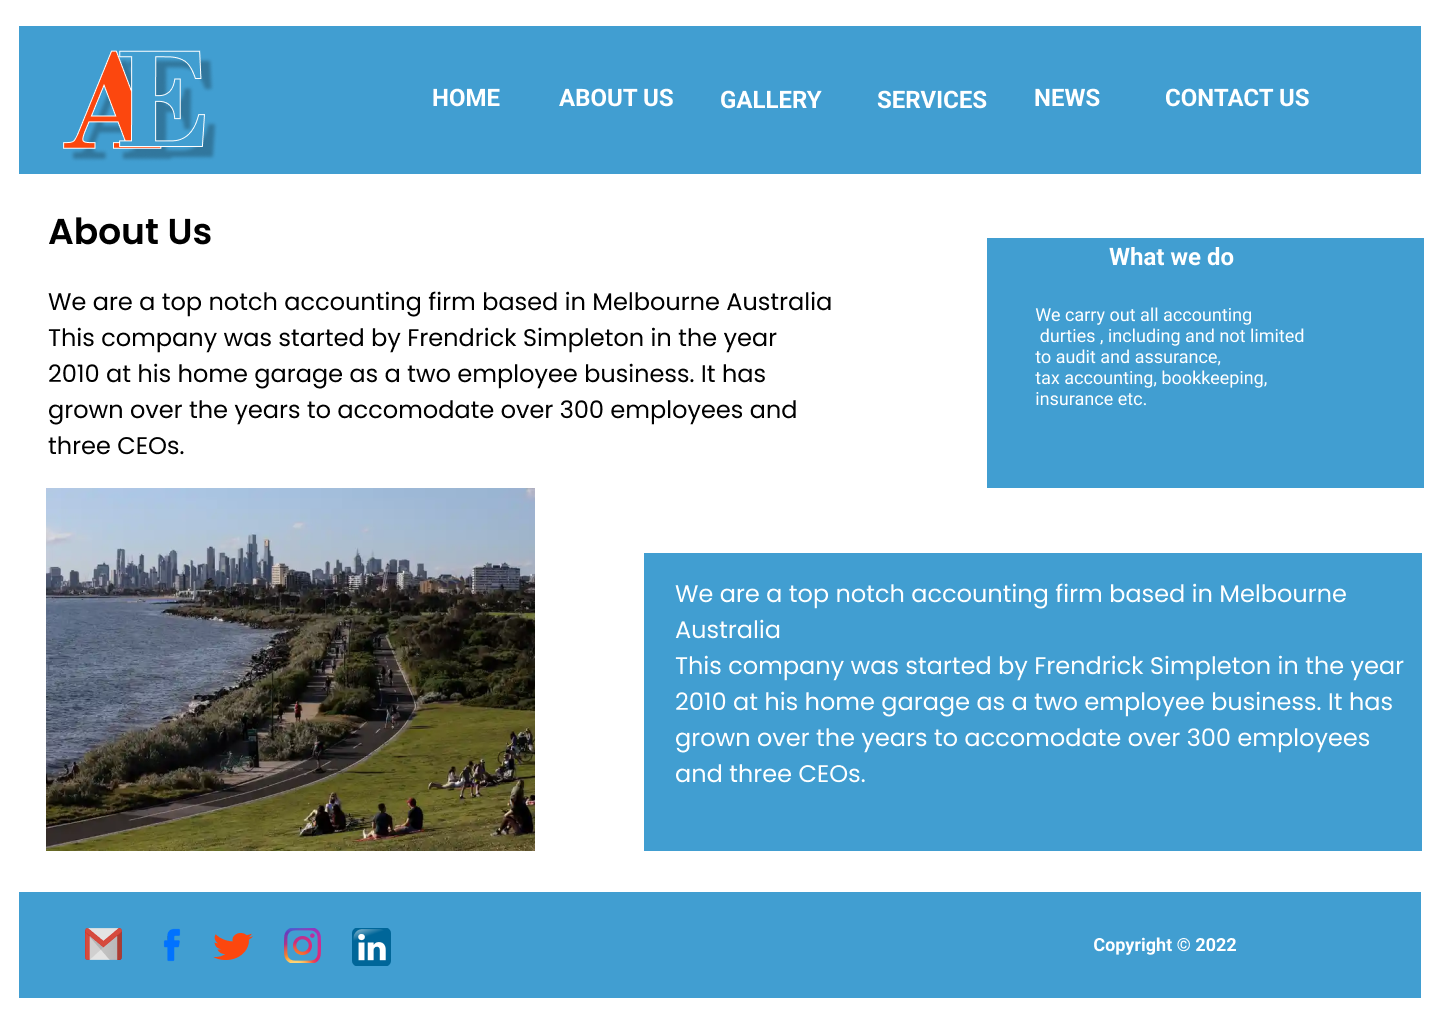 AE
HOME ABOUT US GALLERY SERVICES NEWS CONTACT US
About Us
We are a top notch accounting firm based in Melbourne Australia
This company was started by Frendrick Simpleton in the year
2010 at his home garage as a two employee business. It has
grown over the years to accomodate over 300 employees and
three CEOs.
What we do
We carry out all accounting
durties , including and not limited
to audit and assurance,
tax accounting, bookkeeping,
insurance etc.
We are a top notch accounting firm based in Melbourne
Australia
This company was started by Frendrick Simpleton in the year
2010 at his home garage as a two employee business. It has
grown over the years to accomodate over 300 employees
and three CEOs.
in
Copyright © 2022